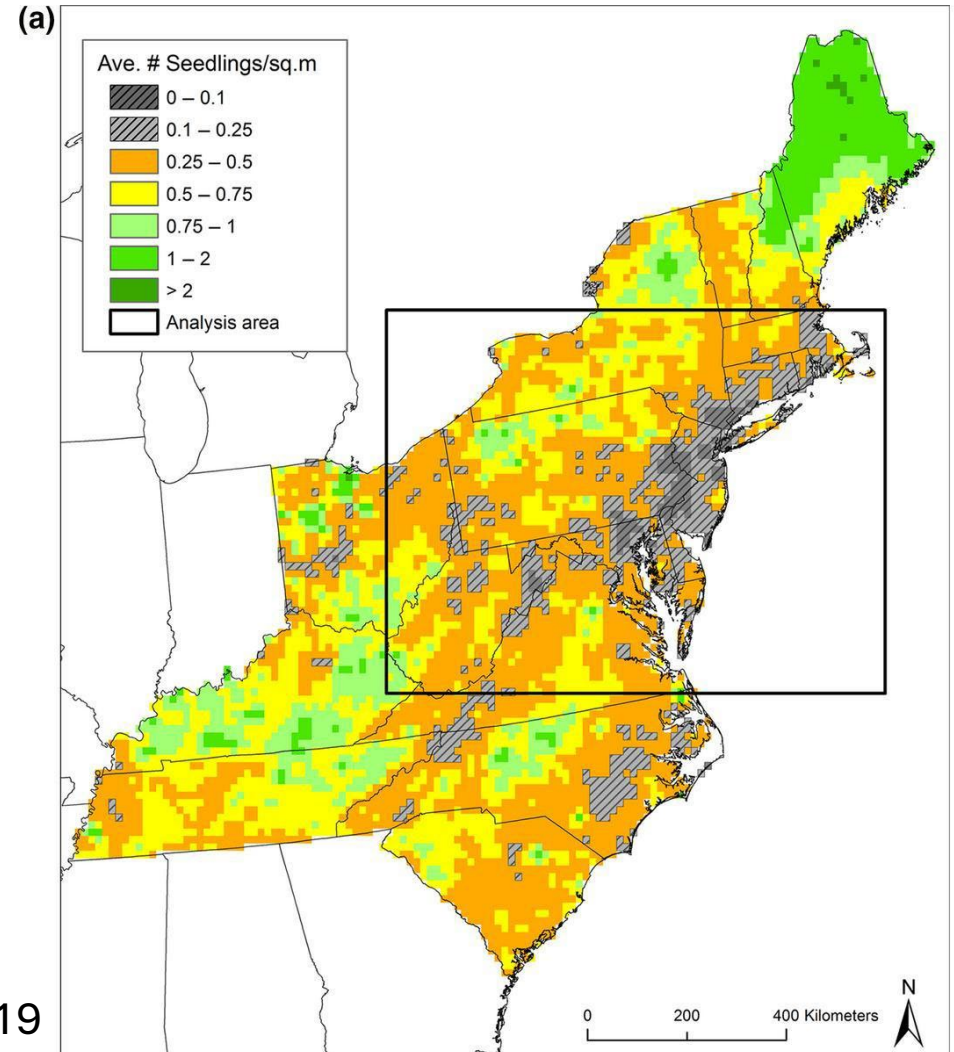 (a)
Ave. # Seedlings/sq.m
0 – 0.1
0.1 – 0.25
0.25 – 0.5
0.5 – 0.75
0.75 – 1
1 – 2
> 2
Analysis area
N
0 200 400 Kilometers
19